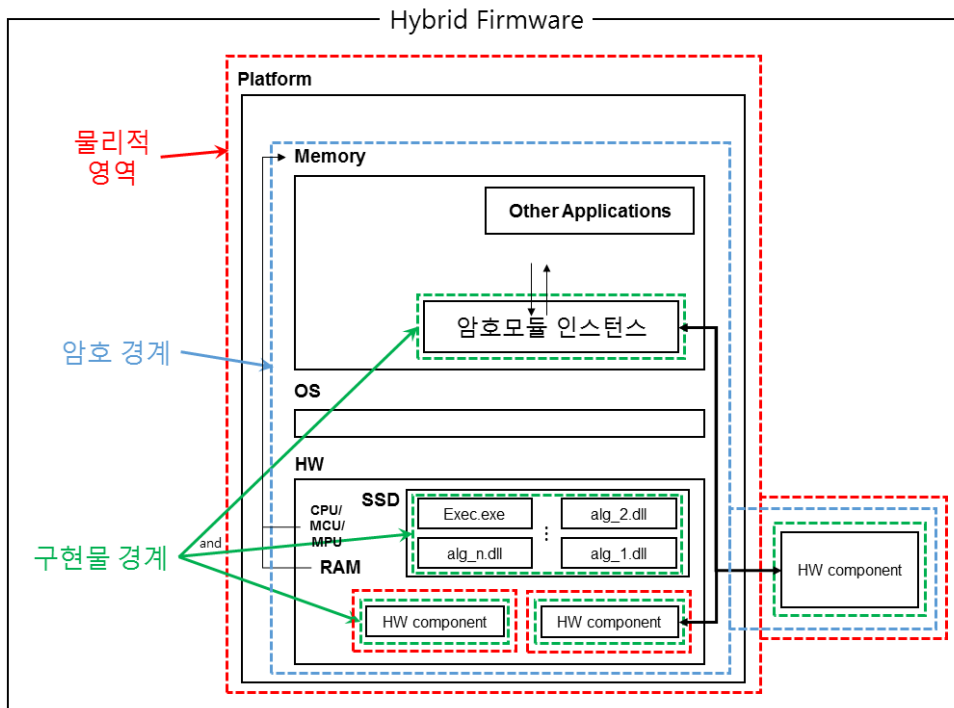 Hybrid Firmware
Platform
물리적
영역
Memory
Other Applications
암호모듈 인스턴스
암호 경계
OS
HW
SSD
CPU/
MCU/
MPU
Exec.exe
alg_2.dll
⋮
and
구현물 경계
RAM
alg_n.dll
alg_1.dll
HW component
HW component
HW component